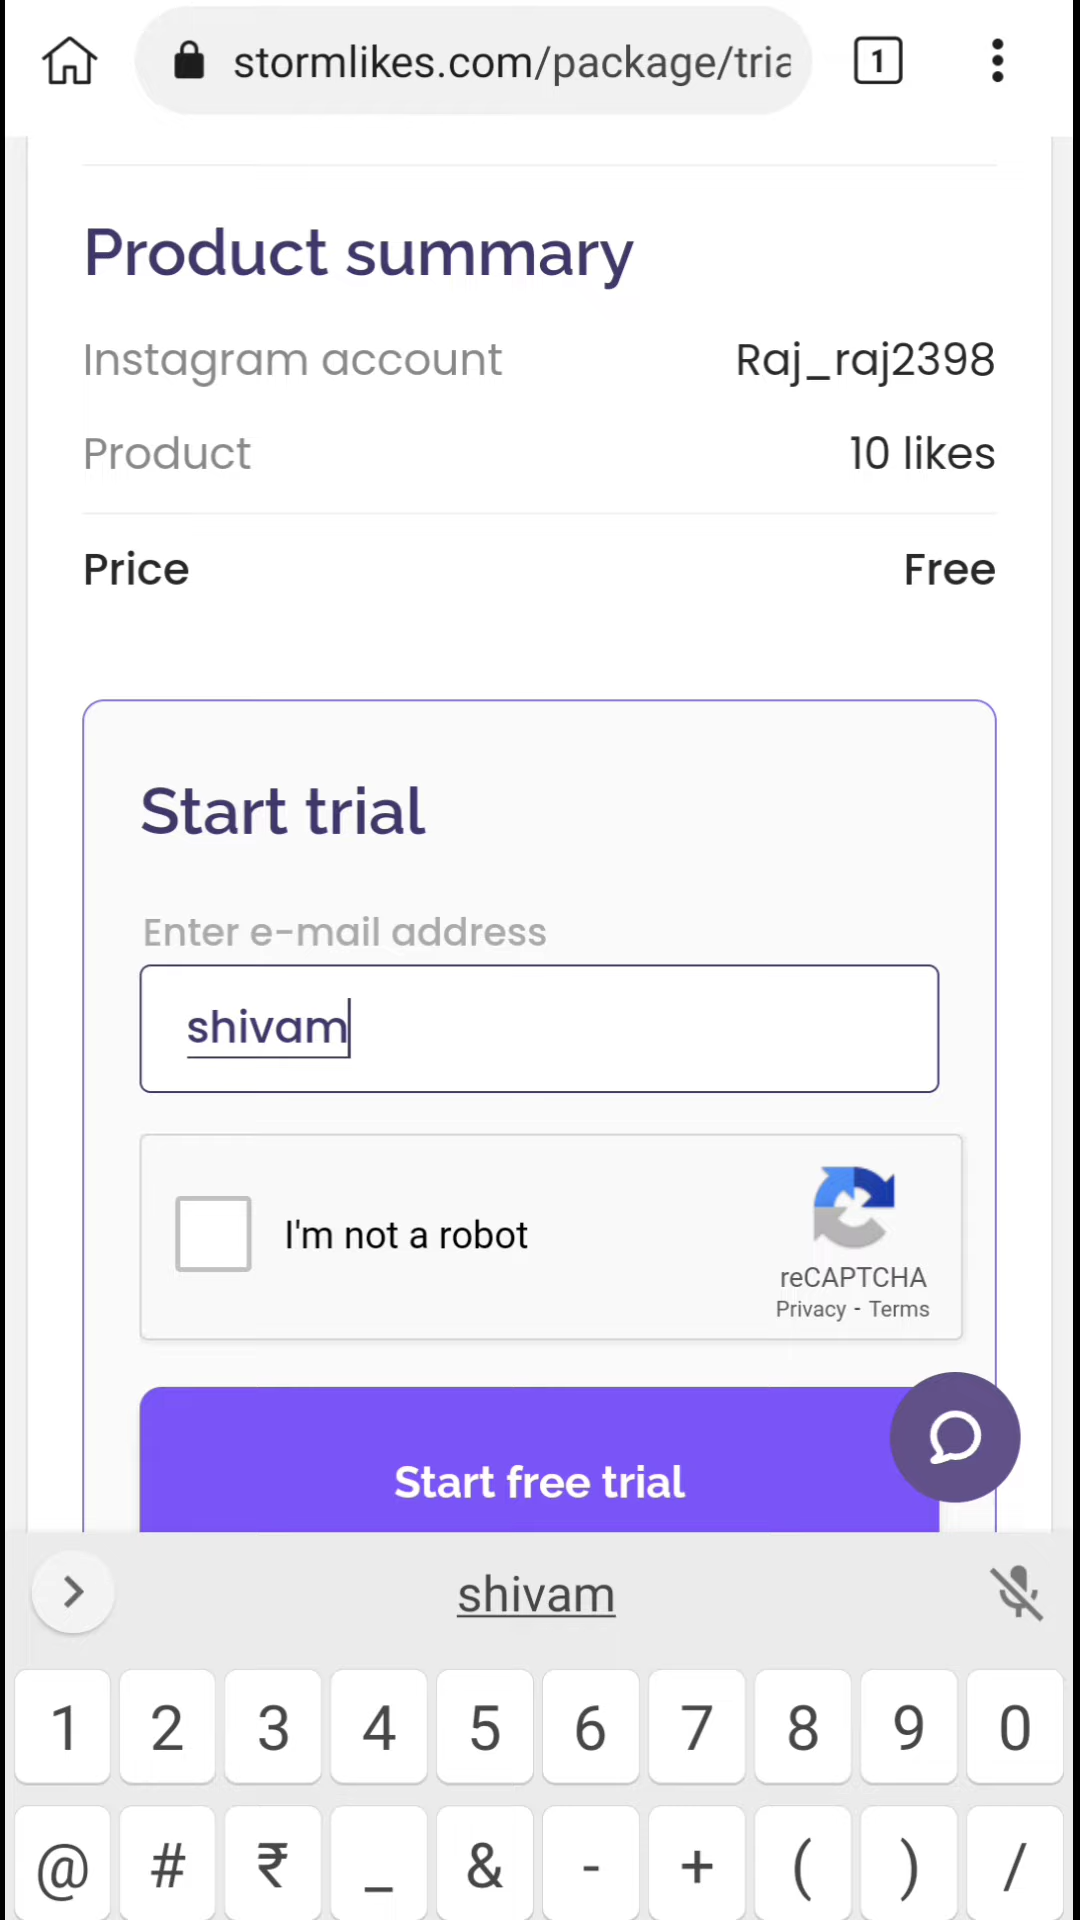 stormlikes.com/package/tria
1
Product summary
Instagram account Raj_raj2398
Product 10 likes
Price Free
Start trial
Enter e-mail address
shivam
I'm not a robot
reCAPTCHA
Privacy - Terms
Start free trial
shivam
1 2 3 4 5 6 7 8 9 0
@ # ₹ _ & - + ( ) /